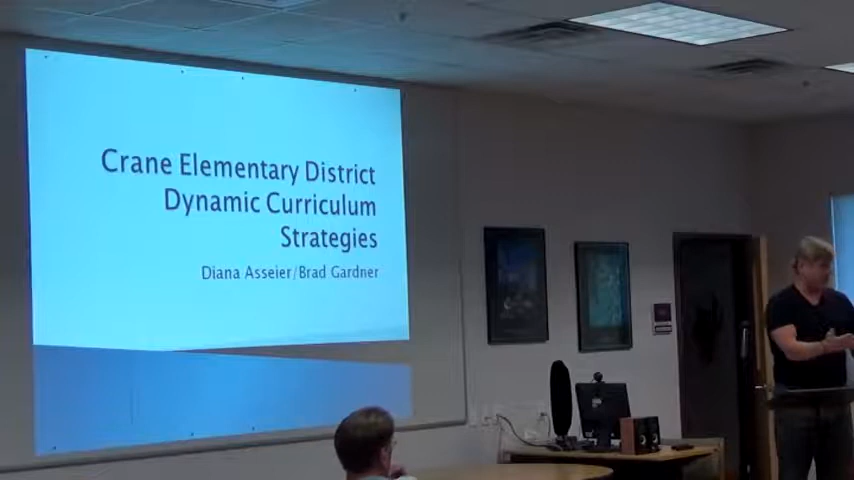 Crane Elementary District
Dynamic Curriculum
Strategies
Diana Asseier/Brad Gardner